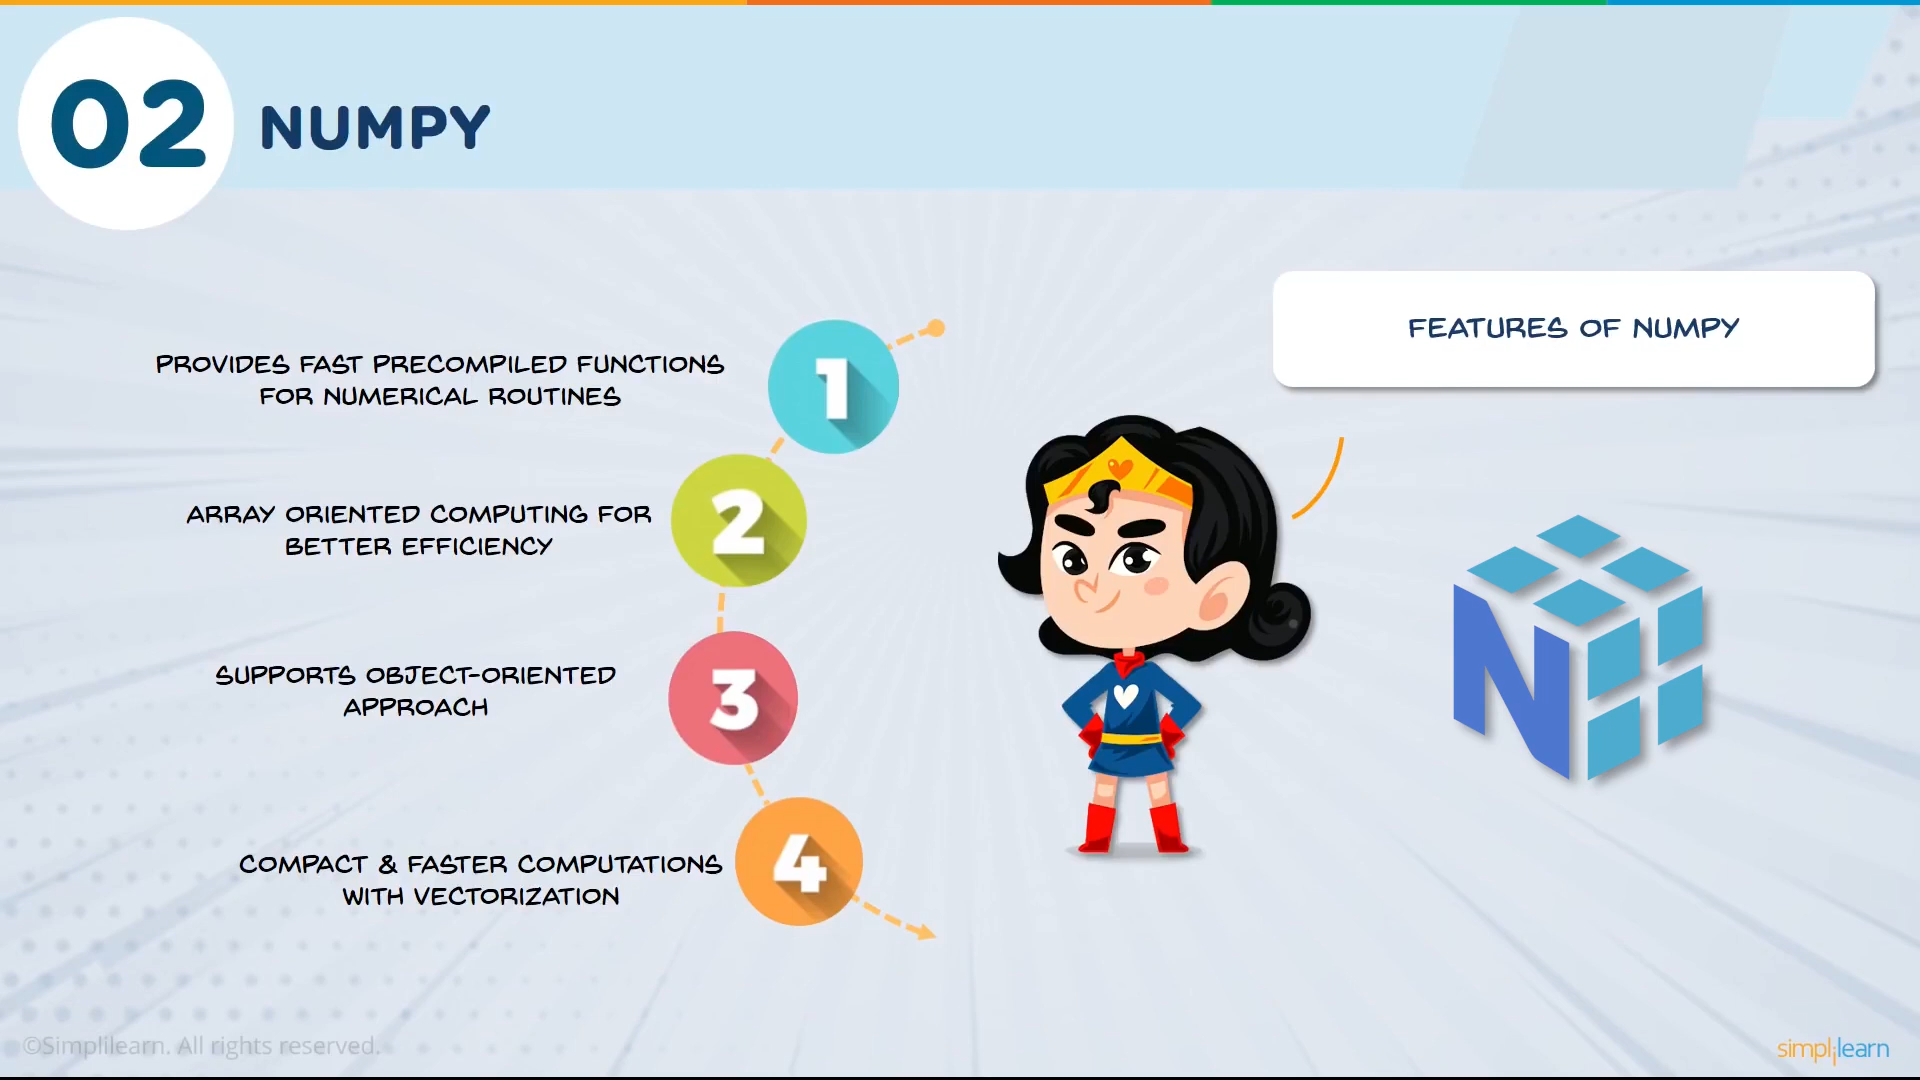 02
NUMPY
FEATURES OF NUMPY
1
PROVIDES FAST PRECOMPILED FUNCTIONS
FOR NUMERICAL ROUTINES
2
ARRAY ORIENTED COMPUTING FOR
BETTER EFFICIENCY
3
SUPPORTS OBJECT-ORIENTED
APPROACH
4
COMPACT & FASTER COMPUTATIONS
WITH VECTORIZATION
N
©Simplilearn. All rights reserved.
simplilearn